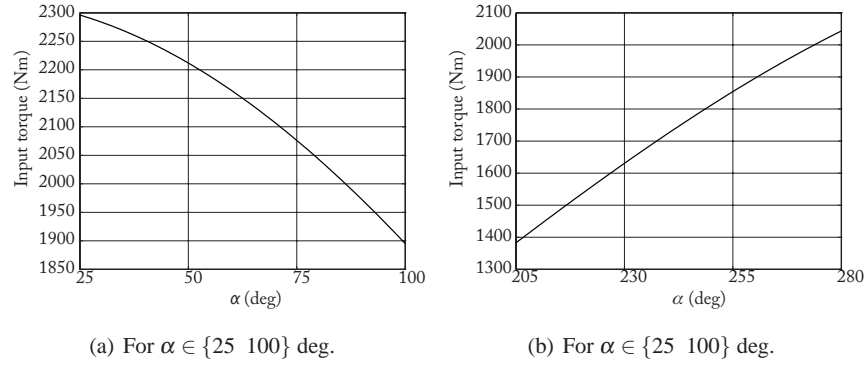 2300
2250
2200
2150
2100
2050
2000
1950
1900
1850
Input torque (Nm)
25 50 75 100
α (deg)
(a) For α ∈ {25 100} deg.
2100
2000
1900
1800
1700
1600
1500
1400
1300
Input torque (Nm)
205 230 255 280
α (deg)
(b) For α ∈ {25 100} deg.